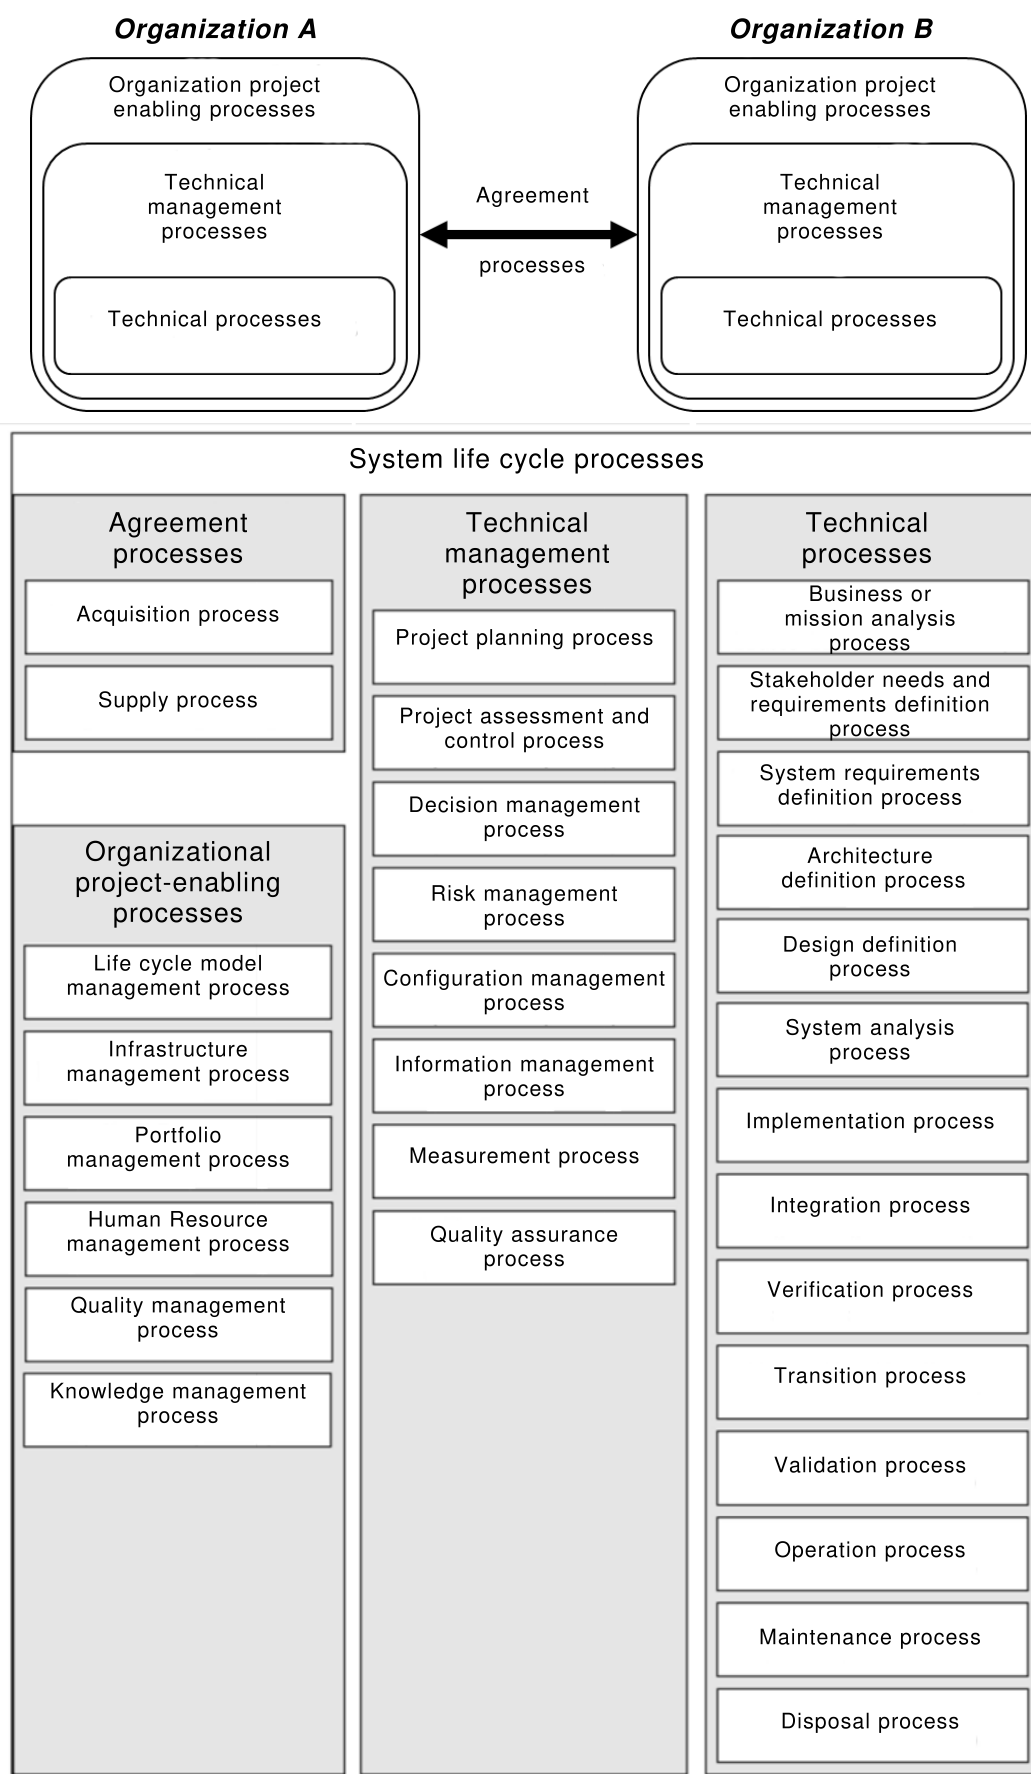 Organization A
Organization B
Organization project
enabling processes
Technical
management
processes
Technical processes
Agreement
processes
Organization project
enabling processes
Technical
management
processes
Technical processes
System life cycle processes
Agreement
processes
Acquisition process
Supply process
Organizational
project-enabling
processes
Life cycle model
management process
Infrastructure
management process
Portfolio
management process
Human Resource
management process
Quality management
process
Knowledge management
process
Technical
management
processes
Project planning process
Project assessment and
control process
Decision management
process
Risk management
process
Configuration management
process
Information management
process
Measurement process
Quality assurance
process
Technical
processes
Business or
mission analysis
process
Stakeholder needs and
requirements definition
process
System requirements
definition process
Architecture
definition process
Design definition
process
System analysis
process
Implementation process
Integration process
Verification process
Transition process
Validation process
Operation process
Maintenance process
Disposal process